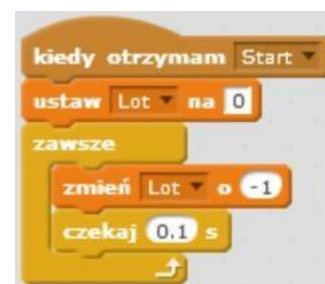 kiedy otrzymam Start
ustaw Lot na 0
zawsze
zmień Lot o -1
czekaj 0.1 s